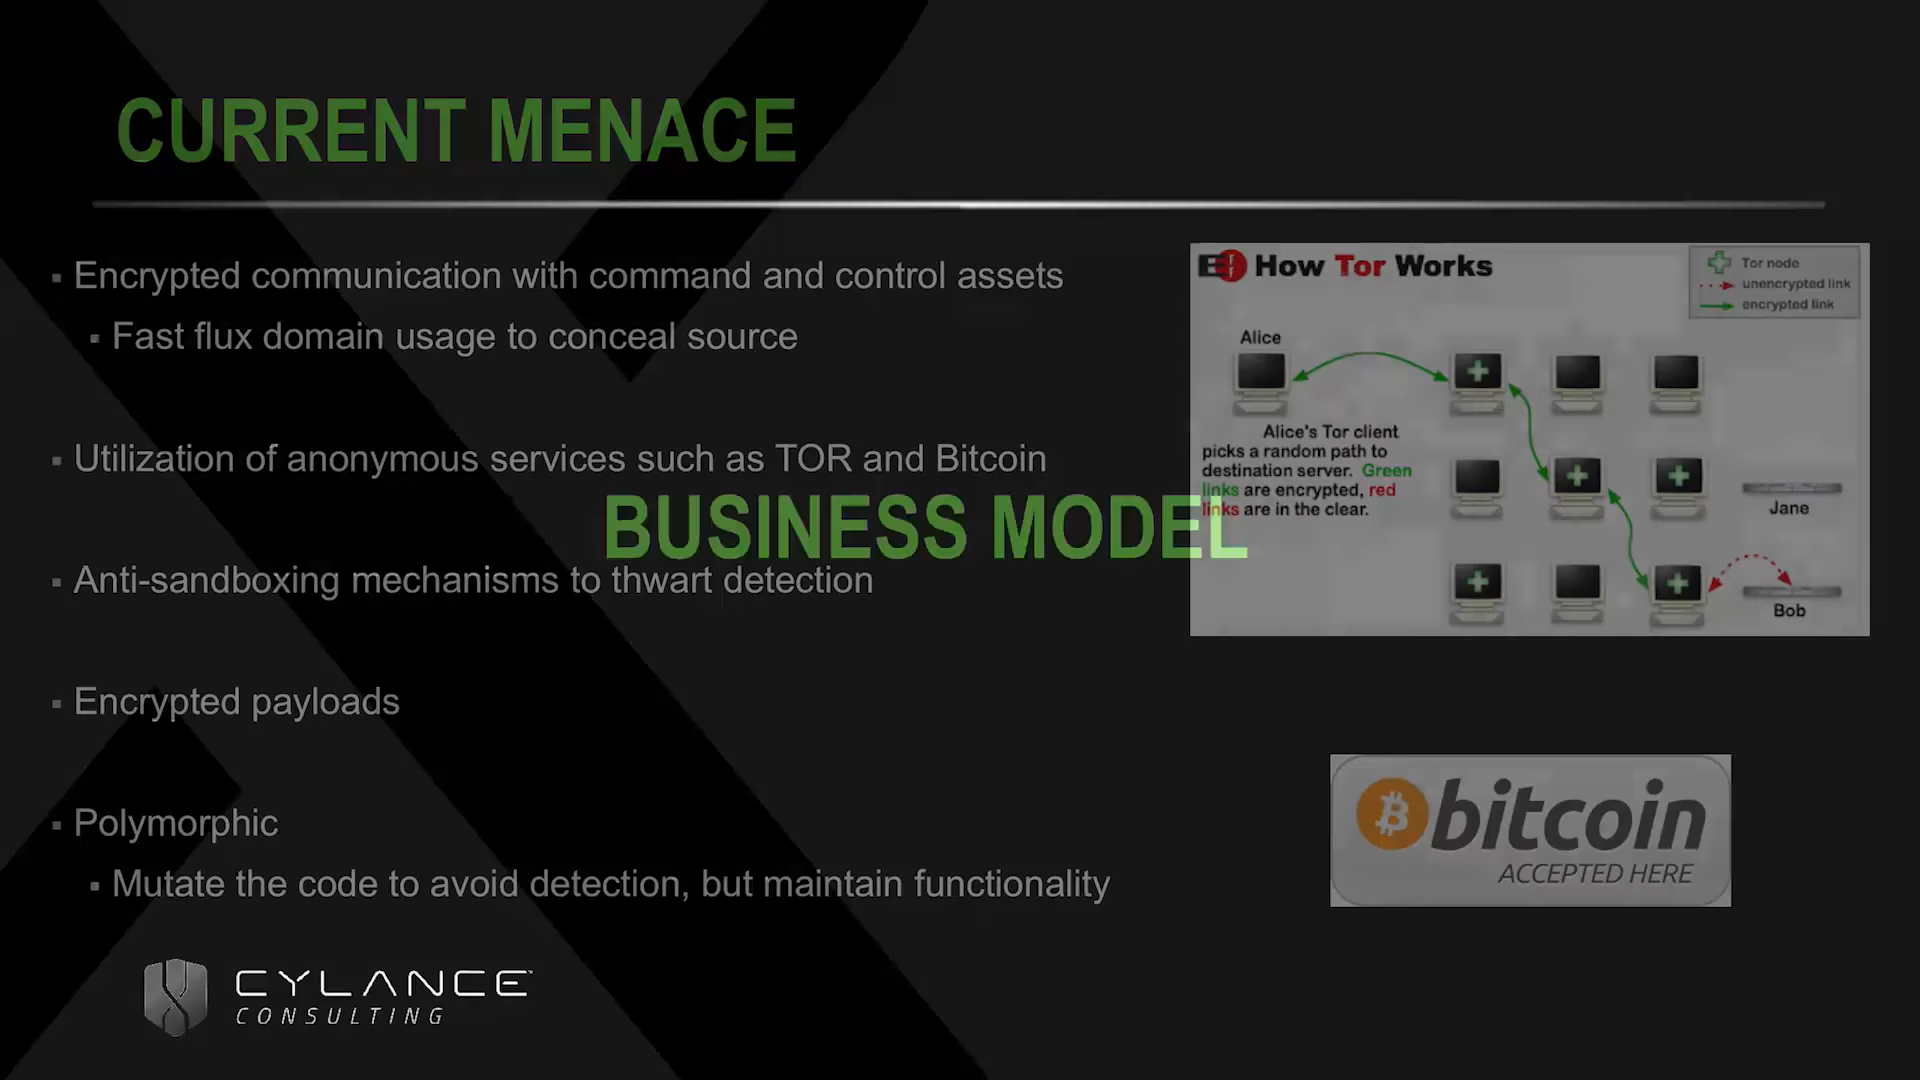 CURRENT MENACE
▪ Encrypted communication with command and control assets
▪ Fast flux domain usage to conceal source
▪ Utilization of anonymous services such as TOR and Bitcoin
BUSINESS MODEL
▪ Anti-sandboxing mechanisms to thwart detection
▪ Encrypted payloads
▪ Polymorphic
▪ Mutate the code to avoid detection, but maintain functionality
How Tor Works
Tor node
unencrypted link
encrypted link
Alice
Alice's Tor client
picks a random path to
destination server. Green
links are encrypted, red
links are in the clear.
Jane
Bob
bitcoin
ACCEPTED HERE
CYLANCE™
CONSULTING